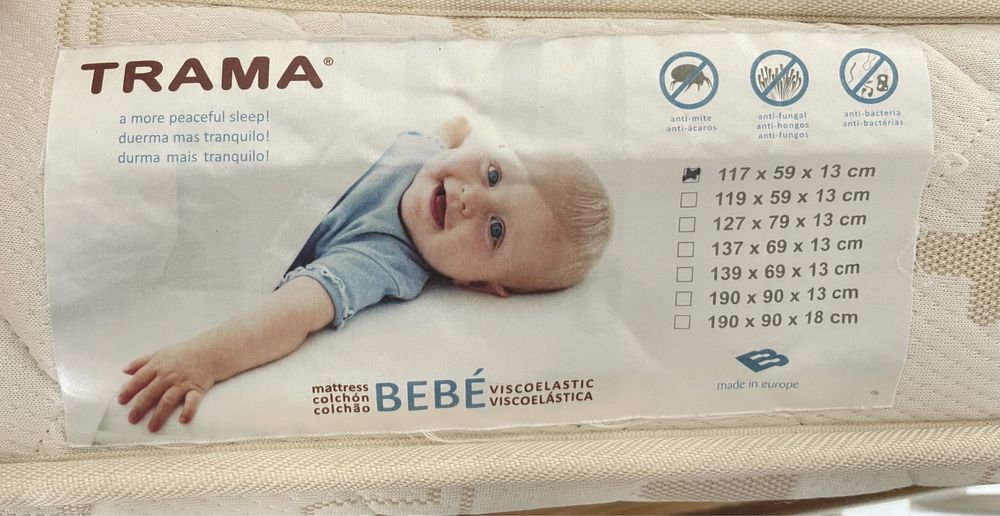 TRAMA®
a more peaceful sleep!
duerma mas tranquilo!
durma mais tranquilo!
anti-mite
anti-ácaros
anti-fungal
anti-hongos
anti-fungos
anti-bacteria
anti-bactérias
117 x 59 x 13 cm
119 x 59 x 13 cm
127 x 79 x 13 cm
137 x 69 x 13 cm
139 x 69 x 13 cm
190 x 90 x 13 cm
190 x 90 x 18 cm
mattress
colchón
colchão
BEBÉ
VISCOELASTIC
VISCOELÁSTICA
made in europe